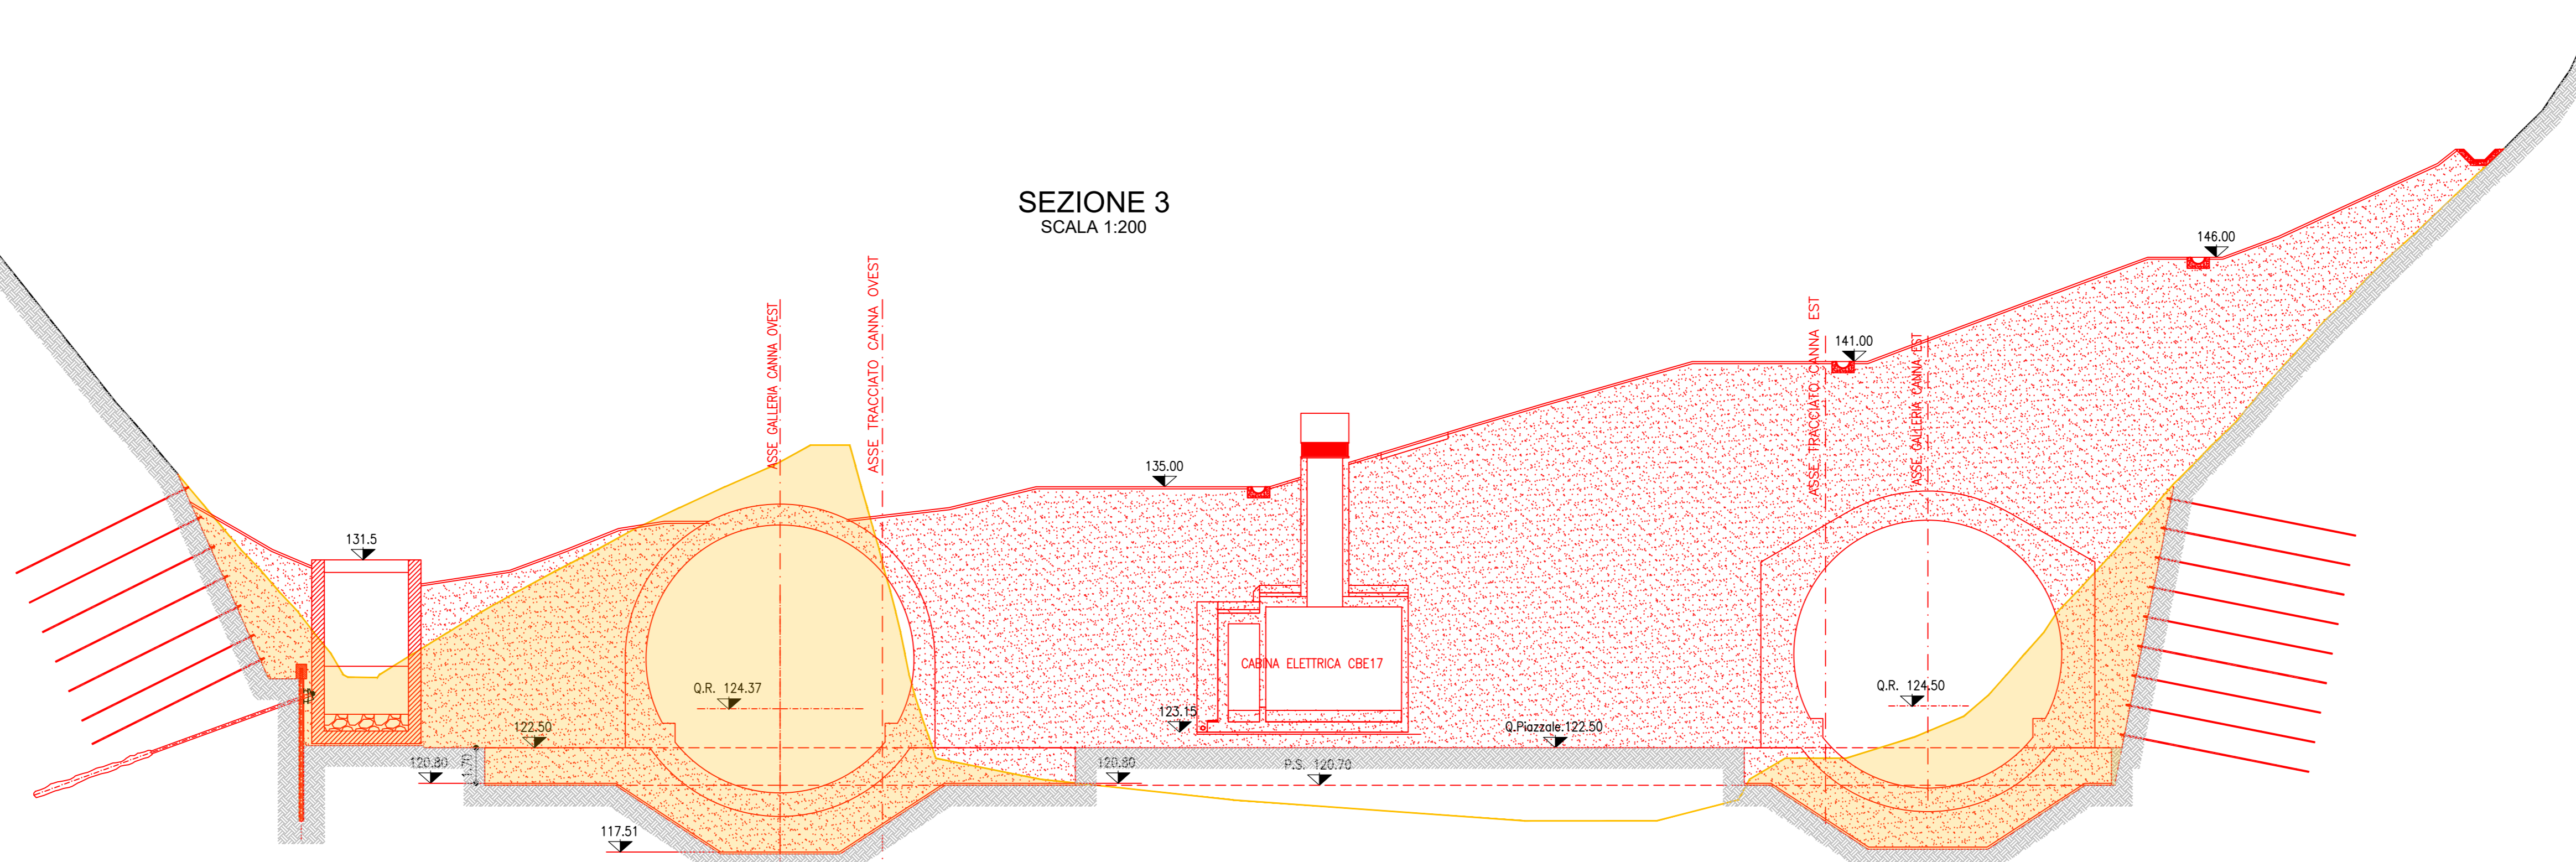 SEZIONE 3
SCALA 1:200
146.00
ASSE GALLERIA CANNA OVEST
ASSE TRACCIATO CANNA OVEST
ASSE TRACCIATO CANNA EST
ASSE GALLERIA CANNA EST
141.00
135.00
131.5
CABINA ELETTRICA CBE17
Q.R. 124.37
Q.R. 124.50
123.15
122.50
Q.Piazzale 122.50
120.80
1.70
120.80
P.S. 120.70
117.51